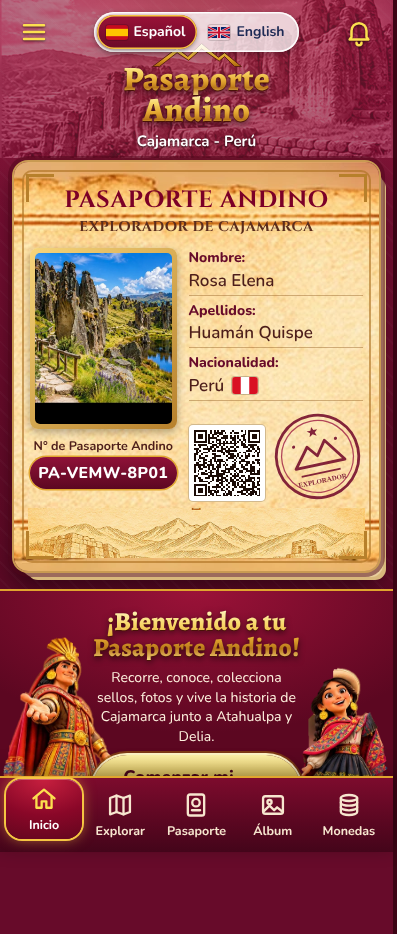 Español
English
Pasaporte
Andino
Cajamarca - Perú
PASAPORTE ANDINO
EXPLORADOR DE CAJAMARCA
Nombre:
Rosa Elena
Apellidos:
Huamán Quispe
Nacionalidad:
Perú
N° de Pasaporte Andino
PA-VEMW-8P01
EXPLORADOR
¡Bienvenido a tu
Pasaporte Andino!
Recorre, conoce, colecciona
sellos, fotos y vive la historia de
Cajamarca junto a Atahualpa y
Delia.
Comenzar mi
Inicio
Explorar
Pasaporte
Álbum
Monedas